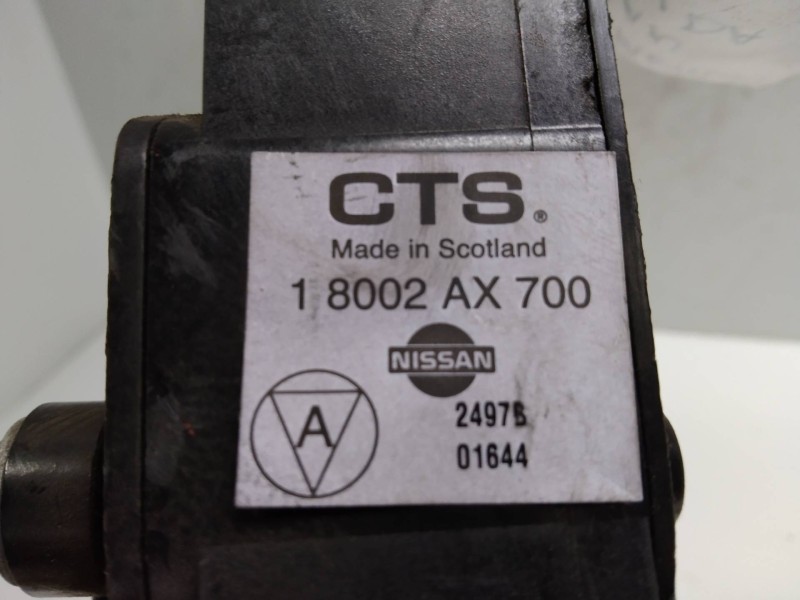 CTS®
Made in Scotland
1 8002 AX 700
NISSAN
A
2497B
01644